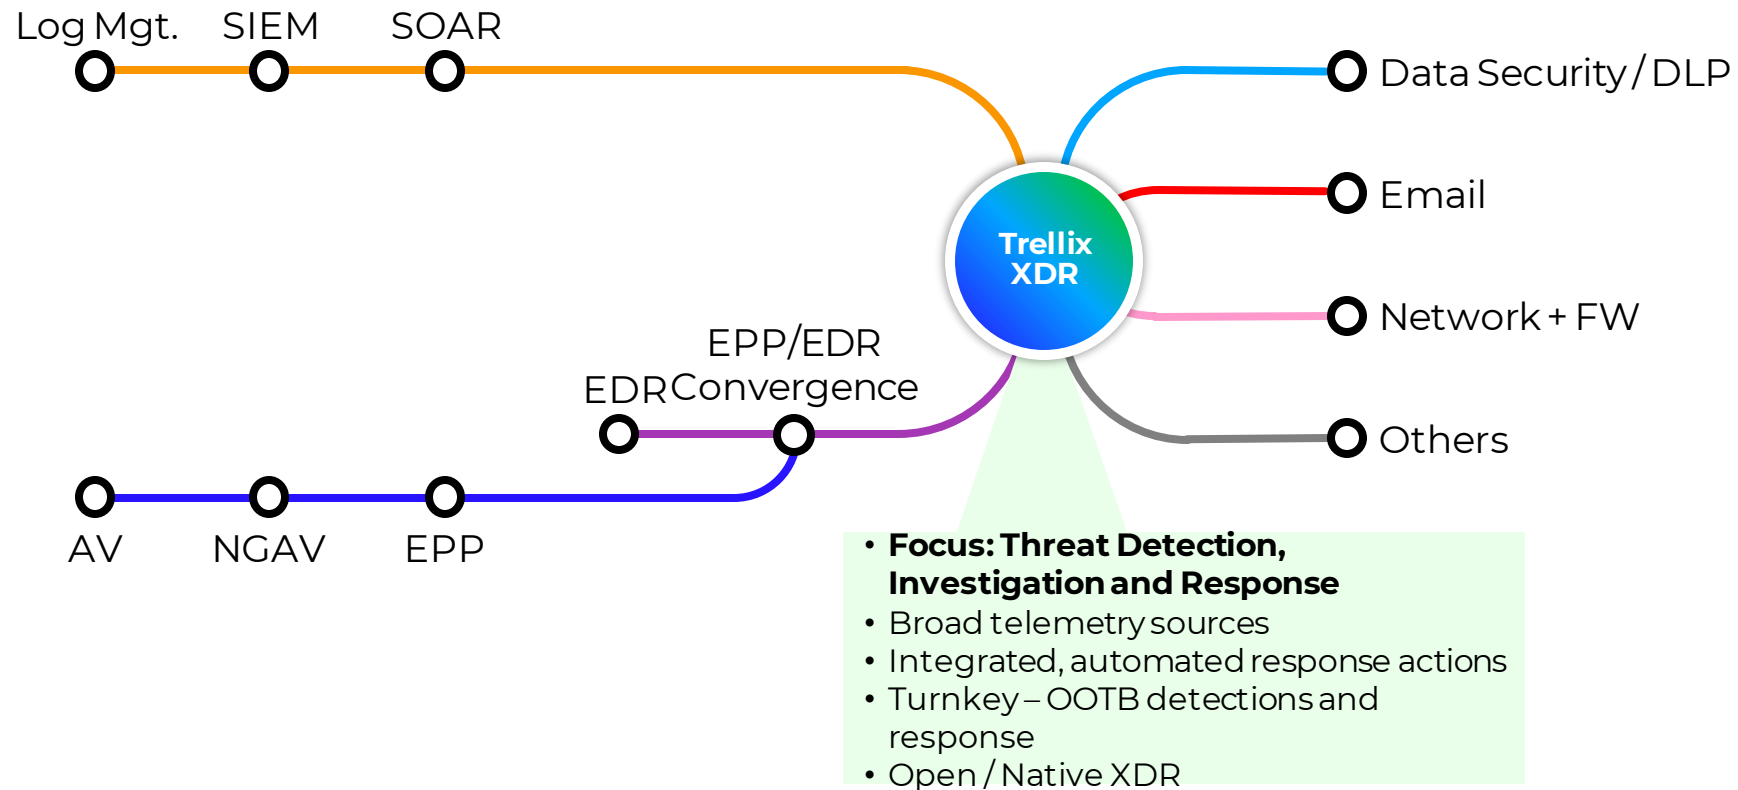 Log Mgt.
SIEM
SOAR
Data Security / DLP
Email
Trellix
XDR
Network + FW
EPP/EDR
Convergence
EDR
Others
AV
NGAV
EPP
• Focus: Threat Detection,
Investigation and Response
• Broad telemetry sources
• Integrated, automated response actions
• Turnkey – OOTB detections and
response
• Open / Native XDR